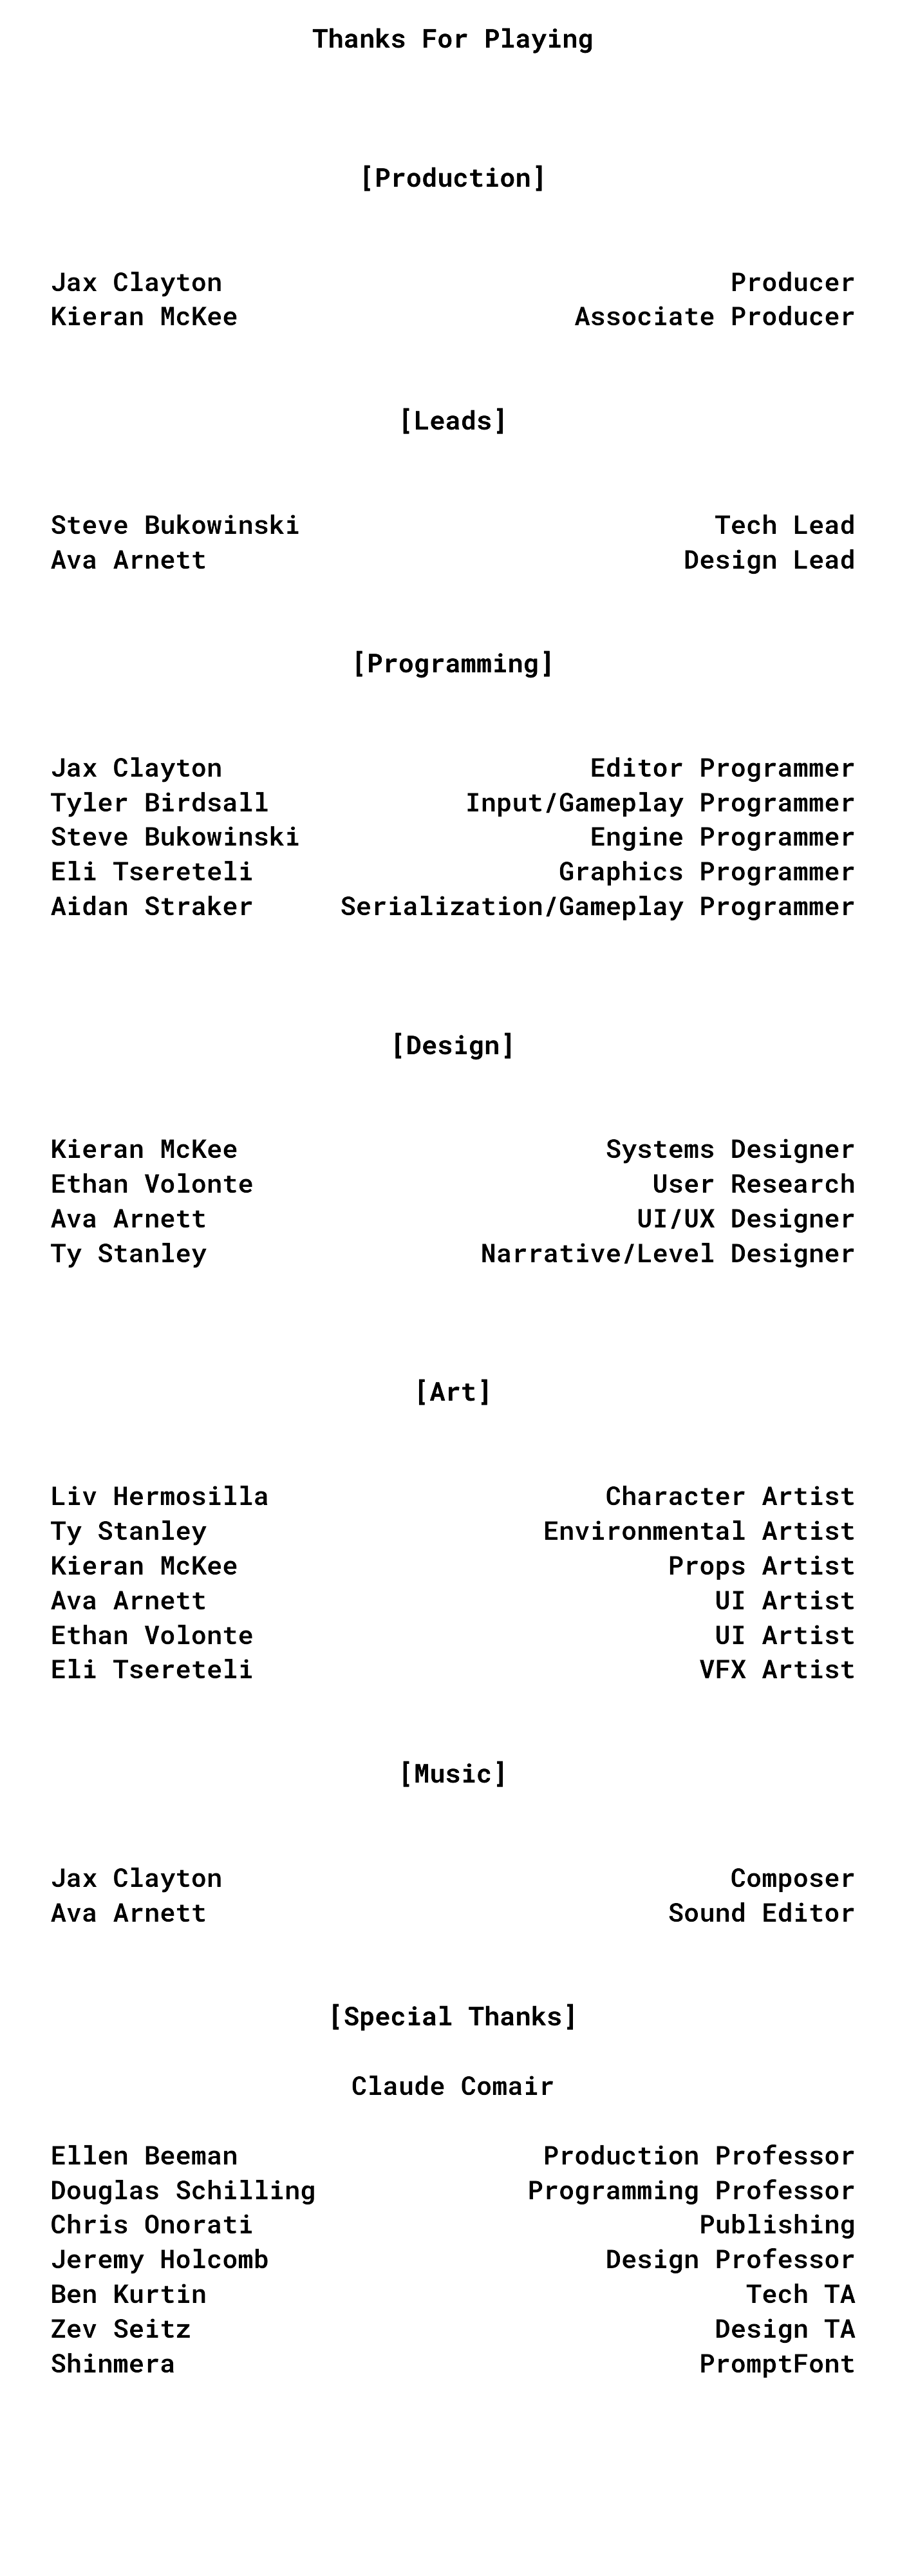 Thanks For Playing
[Production]
Jax Clayton Producer
Kieran McKee Associate Producer
[Leads]
Steve Bukowinski Tech Lead
Ava Arnett Design Lead
[Programming]
Jax Clayton Editor Programmer
Tyler Birdsall Input/Gameplay Programmer
Steve Bukowinski Engine Programmer
Eli Tsereteli Graphics Programmer
Aidan Straker Serialization/Gameplay Programmer
[Design]
Kieran McKee Systems Designer
Ethan Volonte User Research
Ava Arnett UI/UX Designer
Ty Stanley Narrative/Level Designer
[Art]
Liv Hermosilla Character Artist
Ty Stanley Environmental Artist
Kieran McKee Props Artist
Ava Arnett UI Artist
Ethan Volonte UI Artist
Eli Tsereteli VFX Artist
[Music]
Jax Clayton Composer
Ava Arnett Sound Editor
[Special Thanks]
Claude Comair
Ellen Beeman Production Professor
Douglas Schilling Programming Professor
Chris Onorati Publishing
Jeremy Holcomb Design Professor
Ben Kurtin Tech TA
Zev Seitz Design TA
Shinmera PromptFont